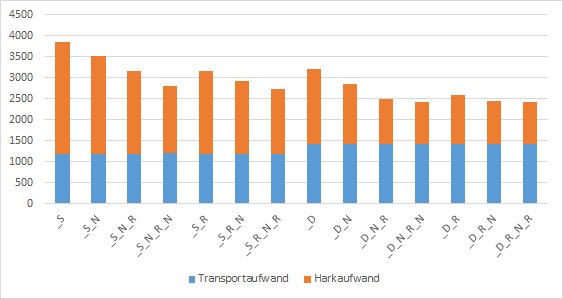 4500
4000
3500
3000
2500
2000
1500
1000
500
0
_S
_S_N
_S_N_R
_S_N_R_N
_S_R
_S_R_N
_S_R_N_R
_D
_D_N
_D_N_R
_D_N_R_N
_D_R
_D_R_N
_D_R_N_R
Transportaufwand
Harkaufwand